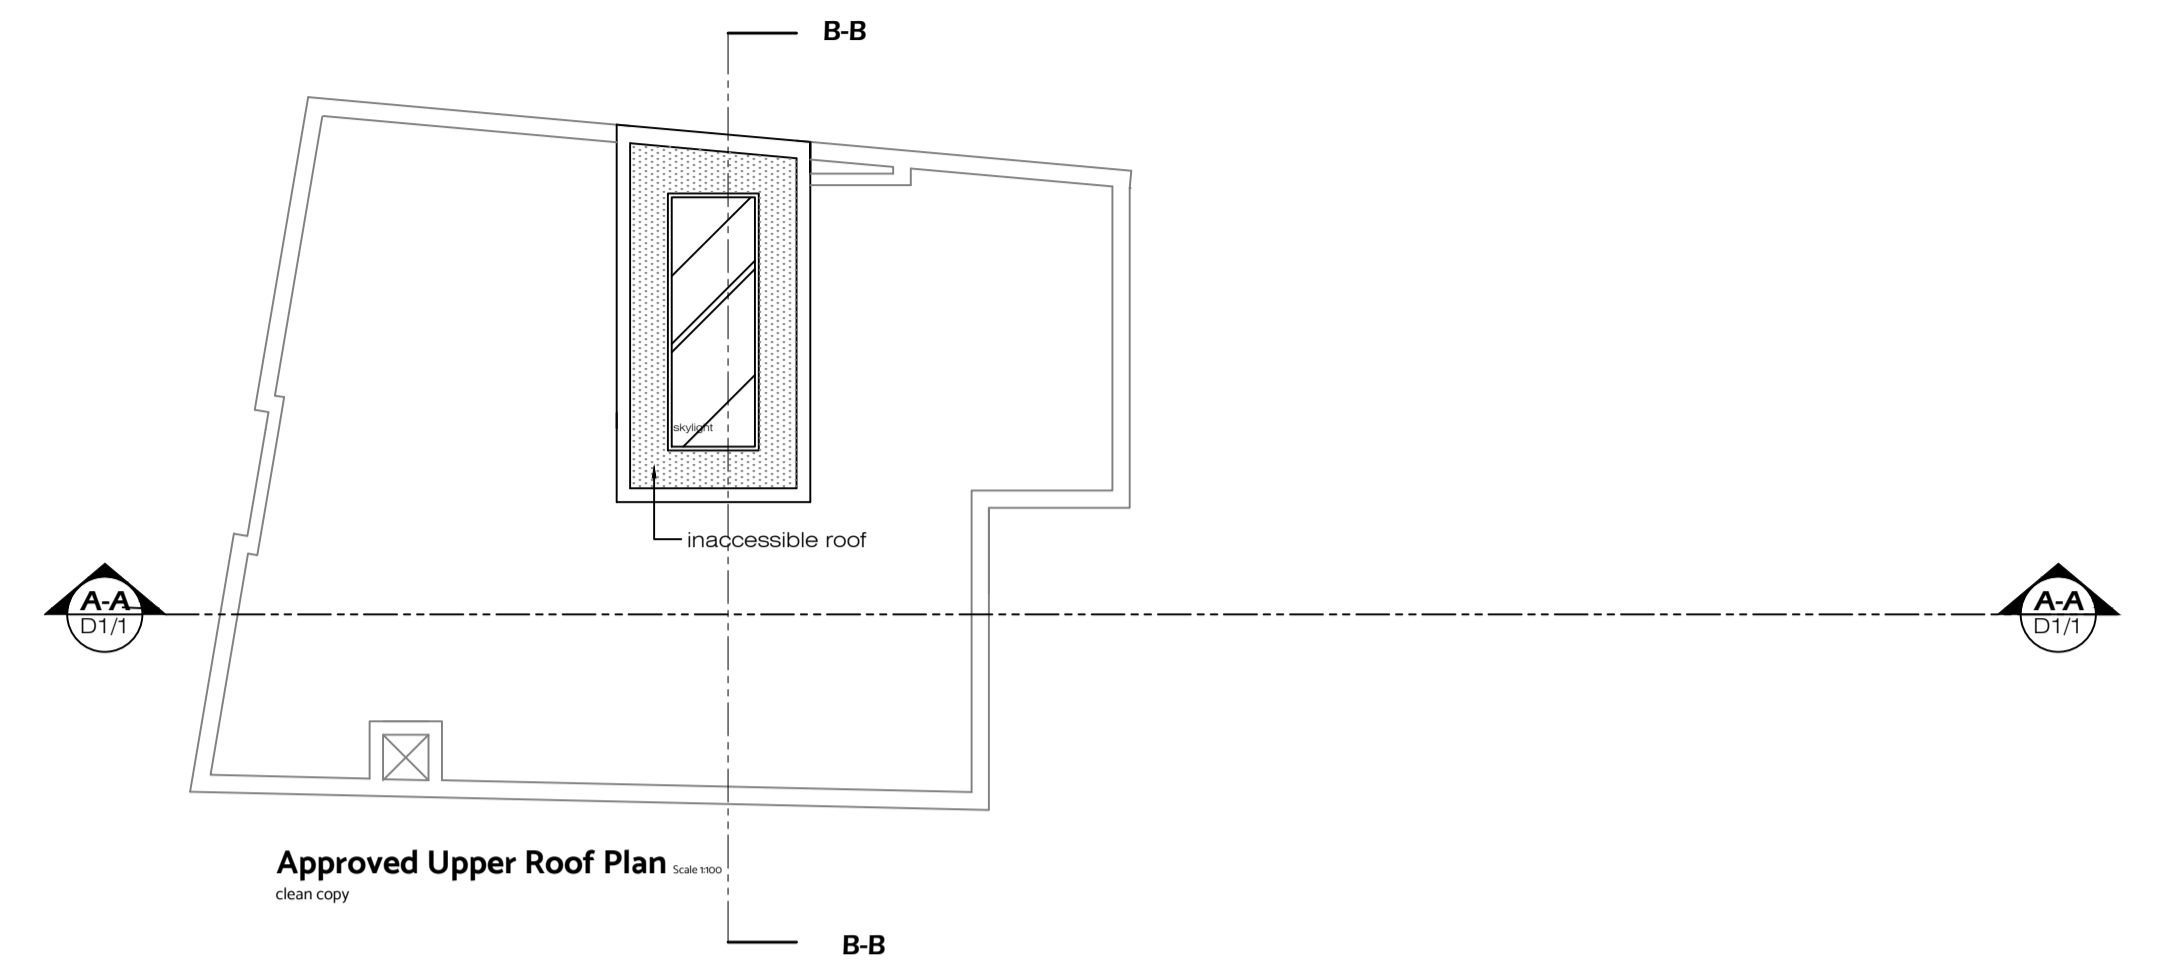 B-B
skylight
inaccessible roof
A-A
D1/1
A-A
D1/1
Approved Upper Roof Plan Scale 1:100
clean copy
B-B